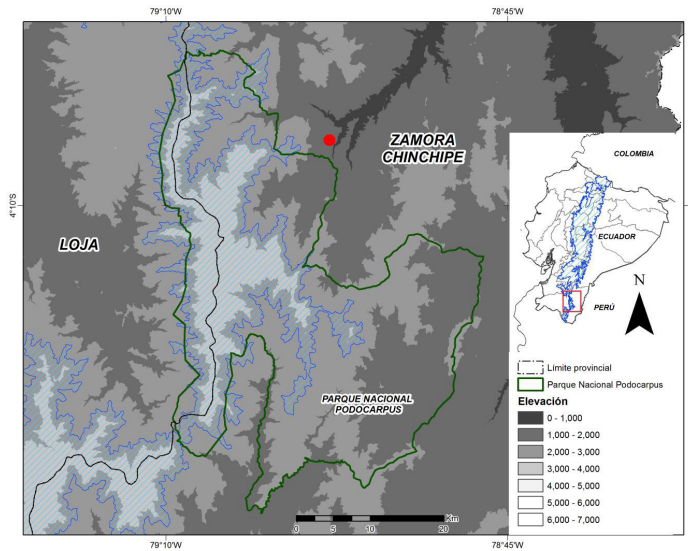 79°10'W
78°45'W
ZAMORA
CHINCHIPE
COLOMBIA
4°10'S
4°10'S
LOJA
ECUADOR
N
PERÚ
Límite provincial
Parque Nacional Podocarpus
PARQUE NACIONAL
PODOCARPUS
Elevación
0 - 1,000
1,000 - 2,000
2,000 - 3,000
3,000 - 4,000
4,000 - 5,000
5,000 - 6,000
6,000 - 7,000
Km
0 5 10 20
79°10'W
78°45'W